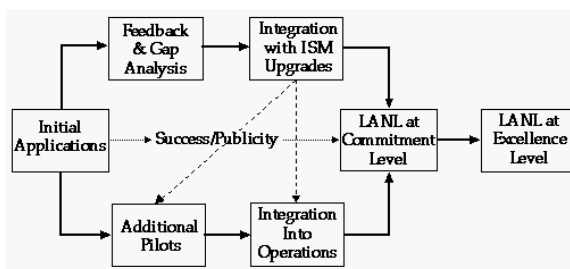 Feedback
& Gap
Analysis
Integration
with ISM
Upgrades
Initial
Applications
Success/Publicity
LANL at
Commitment
Level
LANL at
Excellence
Level
Additional
Pilots
Integration
Into
Operations